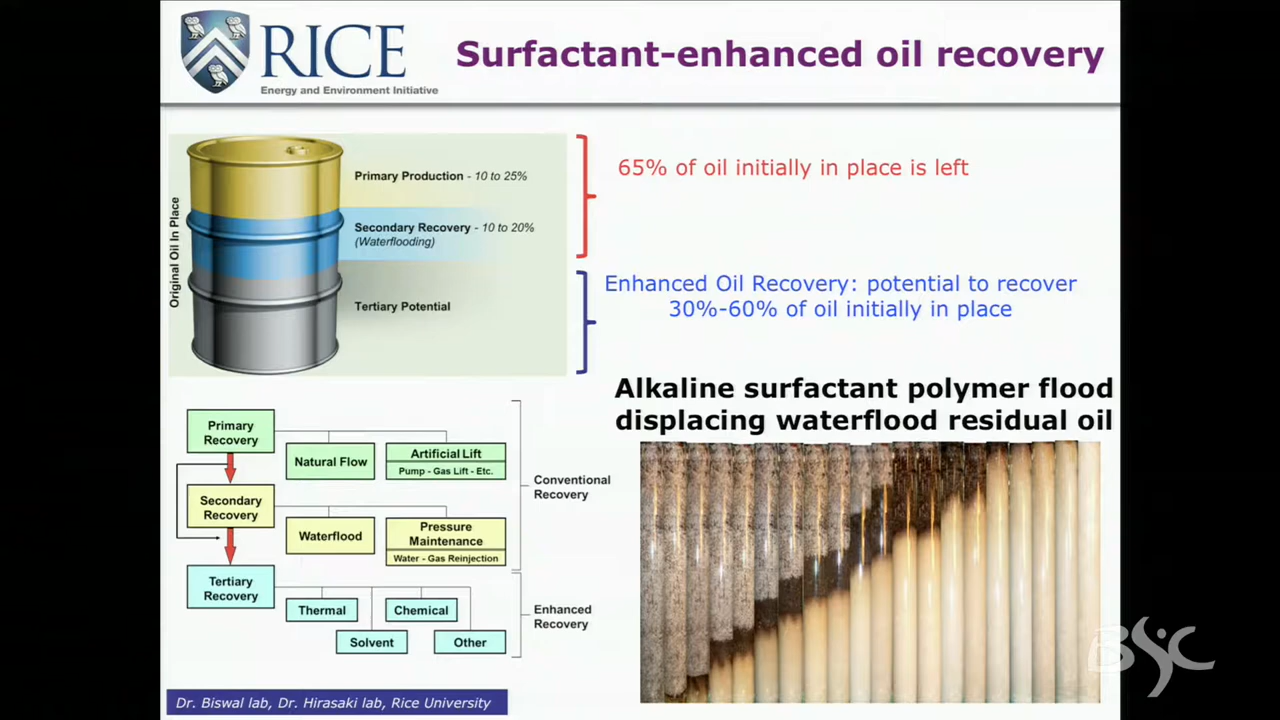 RICE
Energy and Environment Initiative
Surfactant-enhanced oil recovery
Original Oil In Place
Primary Production - 10 to 25%
Secondary Recovery - 10 to 20%
(Waterflooding)
Tertiary Potential
65% of oil initially in place is left
Enhanced Oil Recovery: potential to recover
30%-60% of oil initially in place
Primary
Recovery
Natural Flow
Artificial Lift
Pump - Gas Lift - Etc.
Secondary
Recovery
Waterflood
Pressure
Maintenance
Water - Gas Reinjection
Conventional
Recovery
Tertiary
Recovery
Thermal
Chemical
Solvent
Other
Enhanced
Recovery
Alkaline surfactant polymer flood
displacing waterflood residual oil
Dr. Biswal lab, Dr. Hirasaki lab, Rice University
BSC